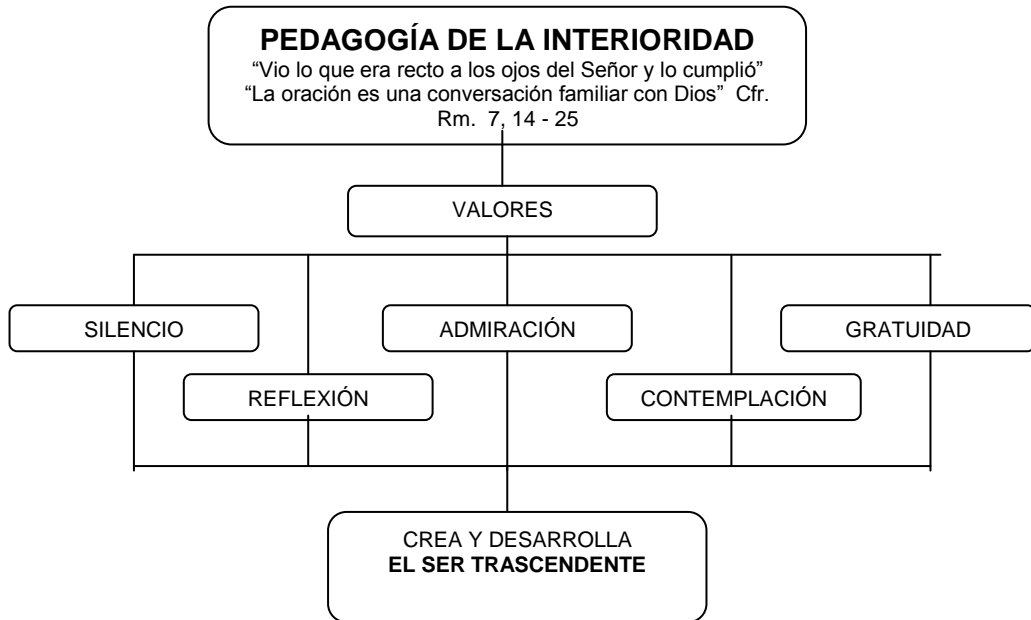 PEDAGOGÍA DE LA INTERIORIDAD
“Vio lo que era recto a los ojos del Señor y lo cumplió”
“La oración es una conversación familiar con Dios” Cfr.
Rm. 7, 14 - 25
VALORES
SILENCIO
ADMIRACIÓN
GRATUIDAD
REFLEXIÓN
CONTEMPLACIÓN
CREA Y DESARROLLA
EL SER TRASCENDENTE